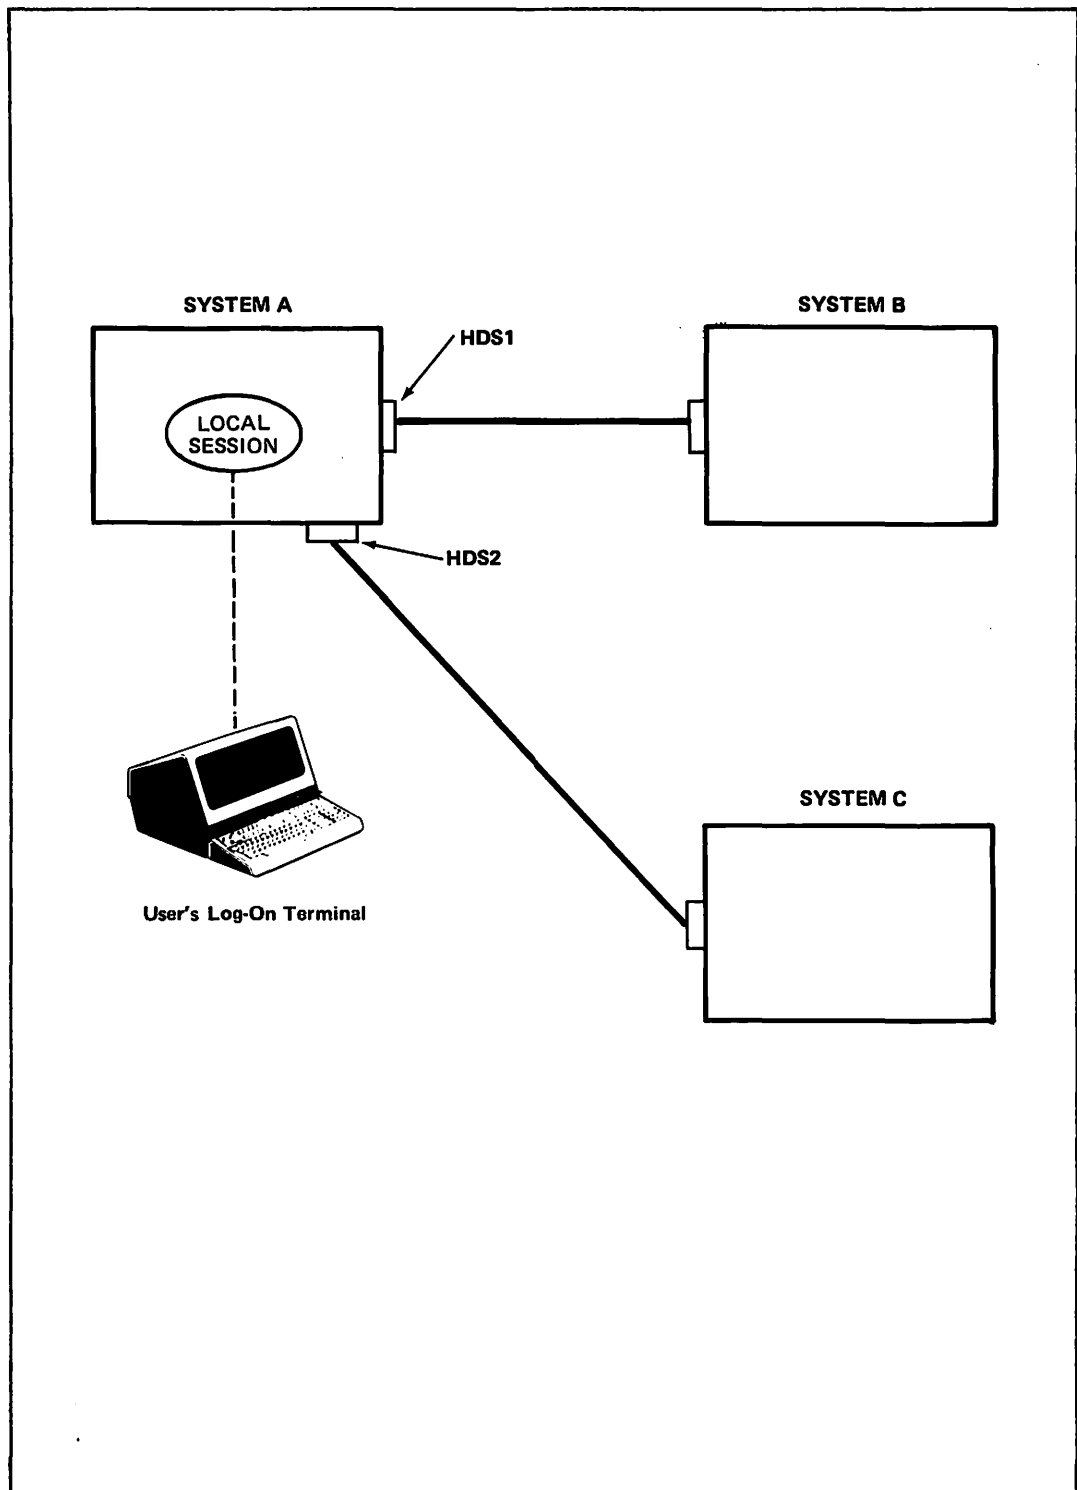 SYSTEM A
SYSTEM B
HDS1
LOCAL
SESSION
HDS2
SYSTEM C
User's Log-On Terminal